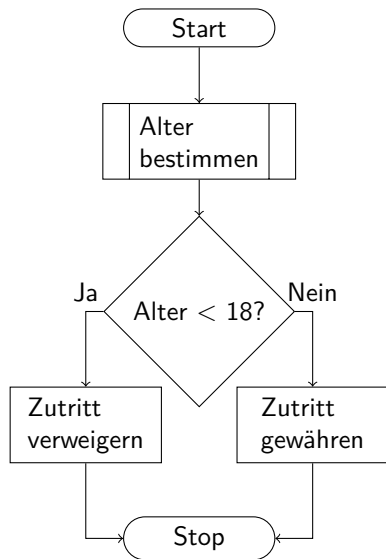 Start
Alter
bestimmen
Ja
Nein
Alter < 18?
Zutritt
verweigern
Zutritt
gewähren
Stop